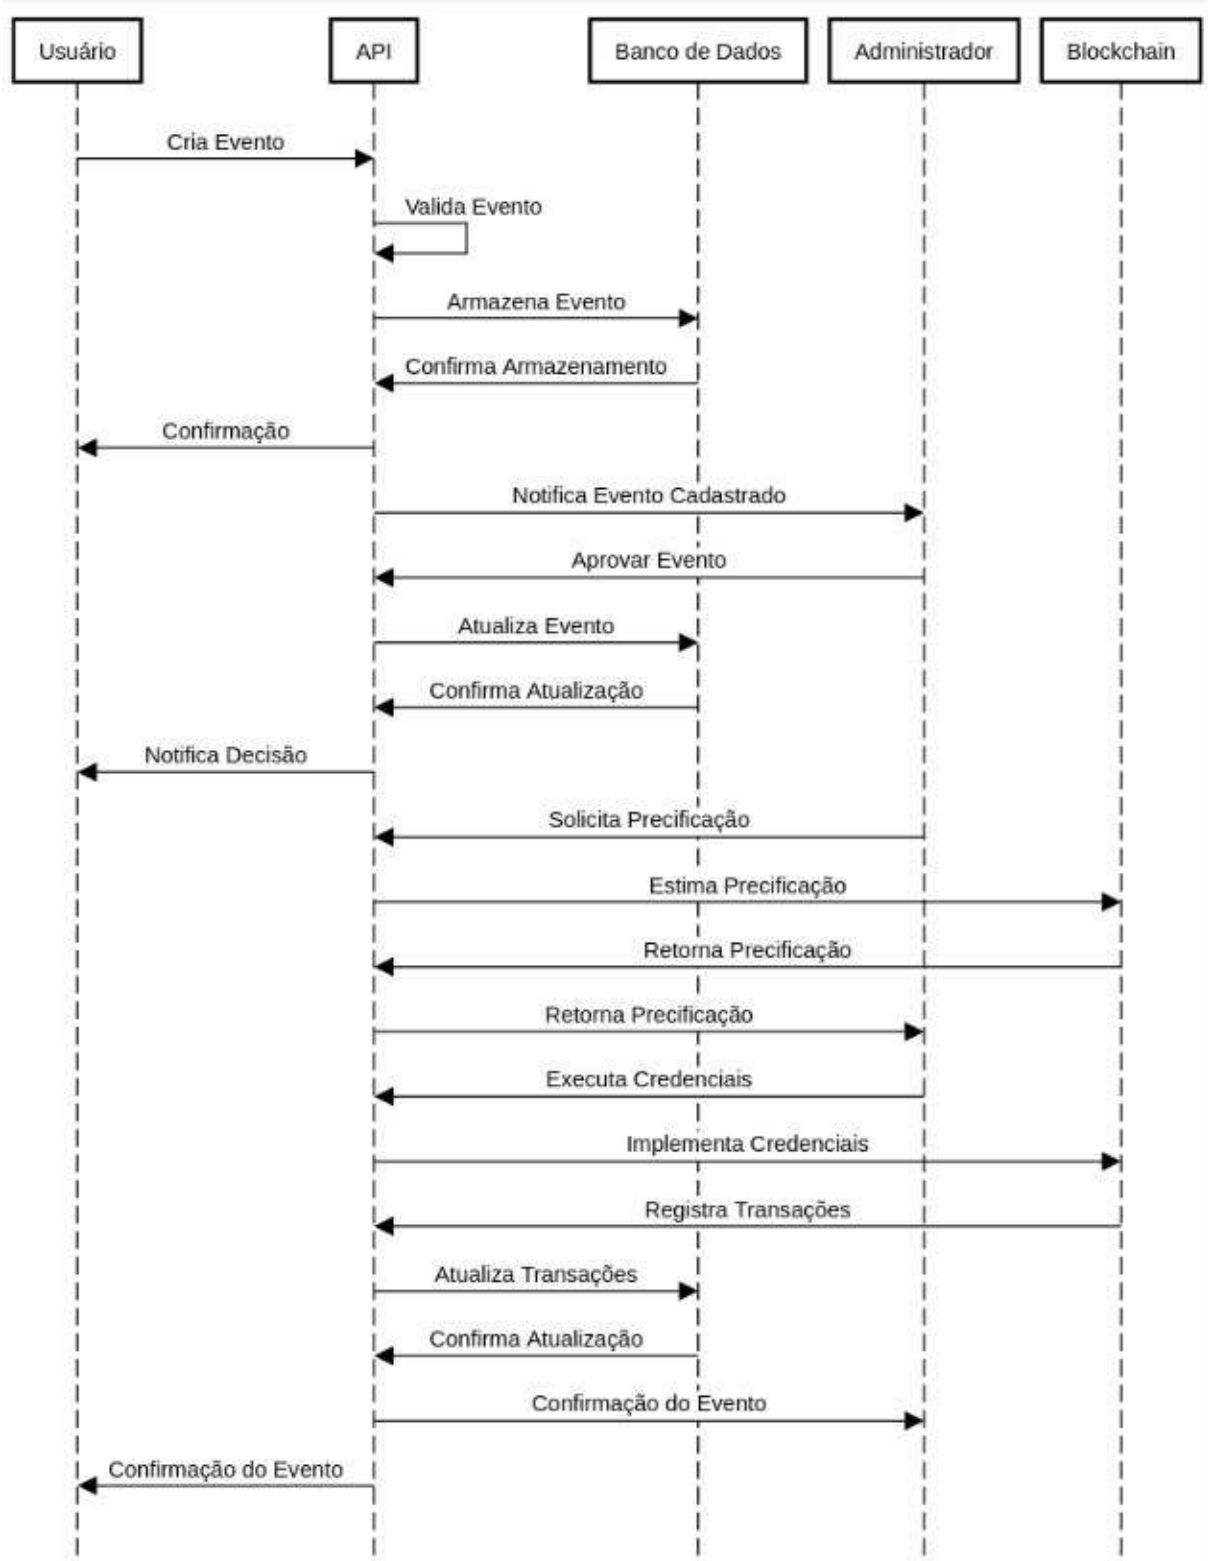 Usuário
API
Banco de Dados
Administrador
Blockchain
Cria Evento
Valida Evento
Armazena Evento
Confirma Armazenamento
Confirmação
Notifica Evento Cadastrado
Aprovar Evento
Atualiza Evento
Confirma Atualização
Notifica Decisão
Solicita Precificação
Estima Precificação
Retorna Precificação
Retorna Precificação
Executa Credenciais
Implementa Credenciais
Registra Transações
Atualiza Transações
Confirma Atualização
Confirmação do Evento
Confirmação do Evento